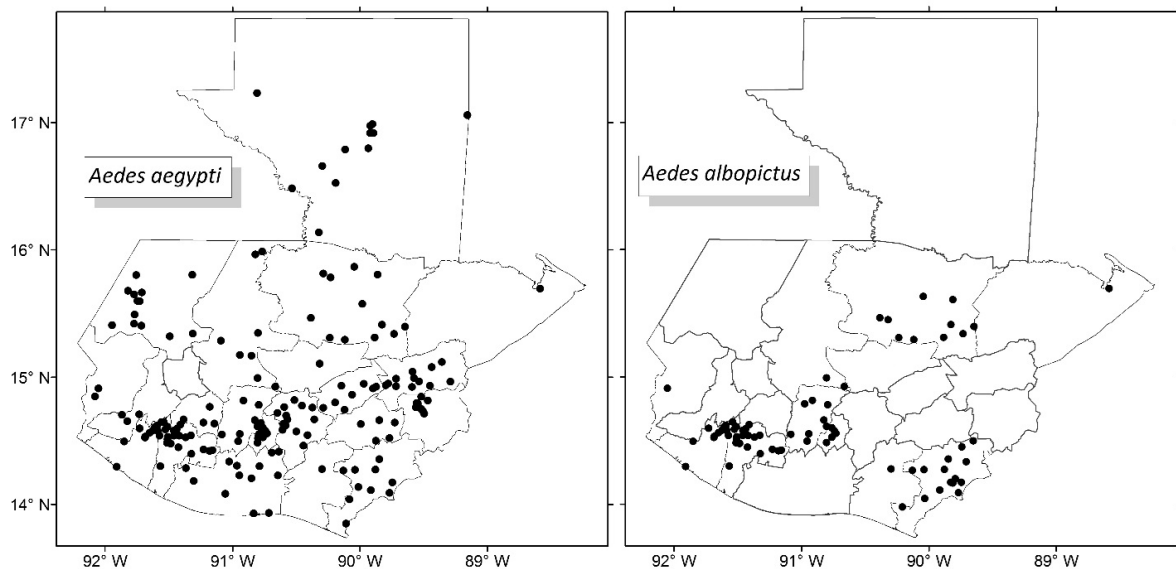 Aedes aegypti
Aedes albopictus
17° N
16° N
15° N
14° N
92° W 91° W 90° W 89° W
92° W 91° W 90° W 89° W